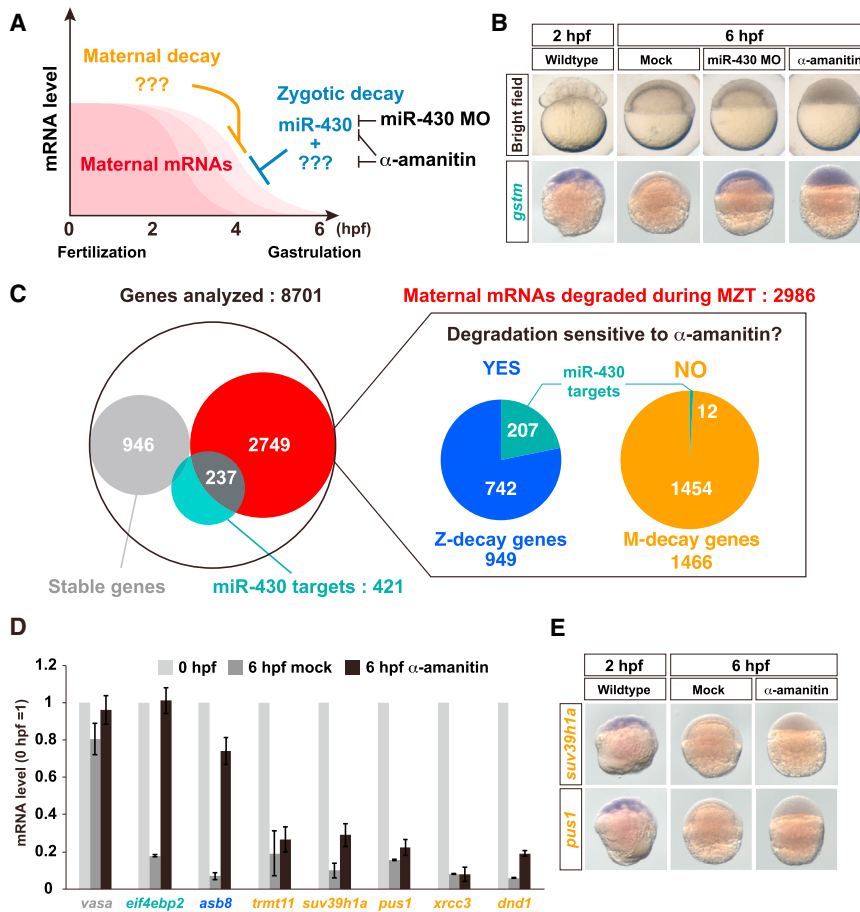 A
mRNA level
Maternal decay
???
Zygotic decay
miR-430
+
???
miR-430 MO
α-amanitin
Maternal mRNAs
0 2 4 6 (hpf)
Fertilization Gastrulation
B
2 hpf 6 hpf
Wildtype Mock miR-430 MO α-amanitin
Bright field
gstm
C
Genes analyzed : 8701
Maternal mRNAs degraded during MZT : 2986
Degradation sensitive to α-amanitin?
YES NO
miR-430
targets
946
2749
237
207
742
12
1454
Z-decay genes
949
M-decay genes
1466
Stable genes
miR-430 targets : 421
D
mRNA level (0 hpf =1)
0 hpf 6 hpf mock 6 hpf α-amanitin
1.2
1
0.8
0.6
0.4
0.2
0
vasa eif4ebp2 asb8 trmt11 suv39h1a pus1 xrcc3 dnd1
E
2 hpf 6 hpf
Wildtype Mock α-amanitin
suv39h1a
pus1